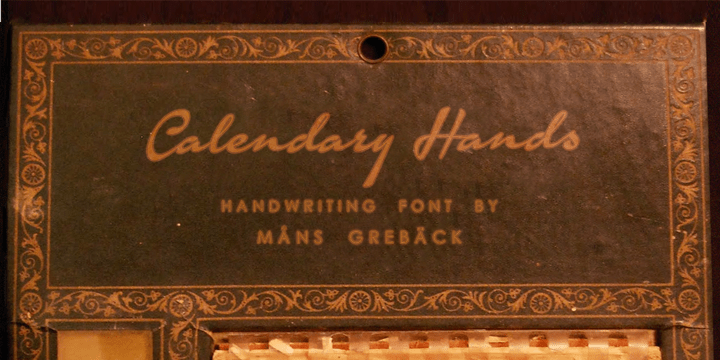 Calendary Hands
HANDWRITING FONT BY
MÅNS GREBÄCK